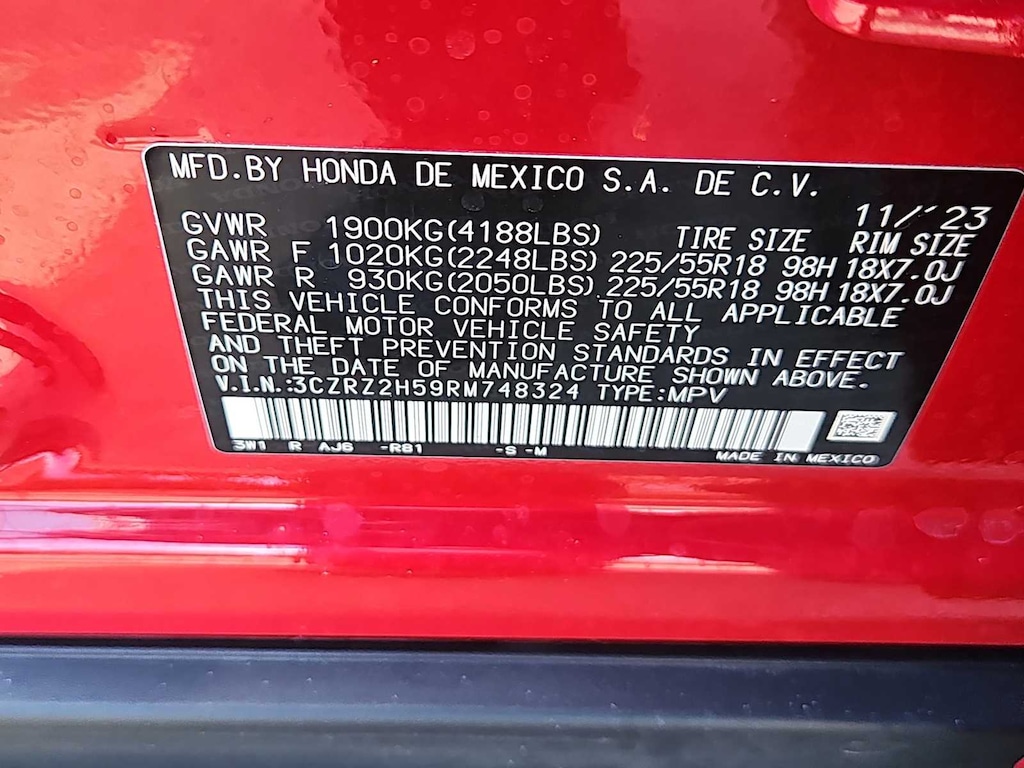 MFD.BY HONDA DE MEXICO S.A. DE C.V.
11/'23
GVWR 1900KG(4188LBS) TIRE SIZE RIM SIZE
GAWR F 1020KG(2248LBS) 225/55R18 98H 18X7.0J
GAWR R 930KG(2050LBS) 225/55R18 98H 18X7.0J
THIS VEHICLE CONFORMS TO ALL APPLICABLE
FEDERAL MOTOR VEHICLE SAFETY
AND THEFT PREVENTION STANDARDS IN EFFECT
ON THE DATE OF MANUFACTURE SHOWN ABOVE.
V.I.N.:3CZRZ2H59RM748324 TYPE:MPV
3W1 R AJ6 -R81 -S -M
MADE IN MEXICO